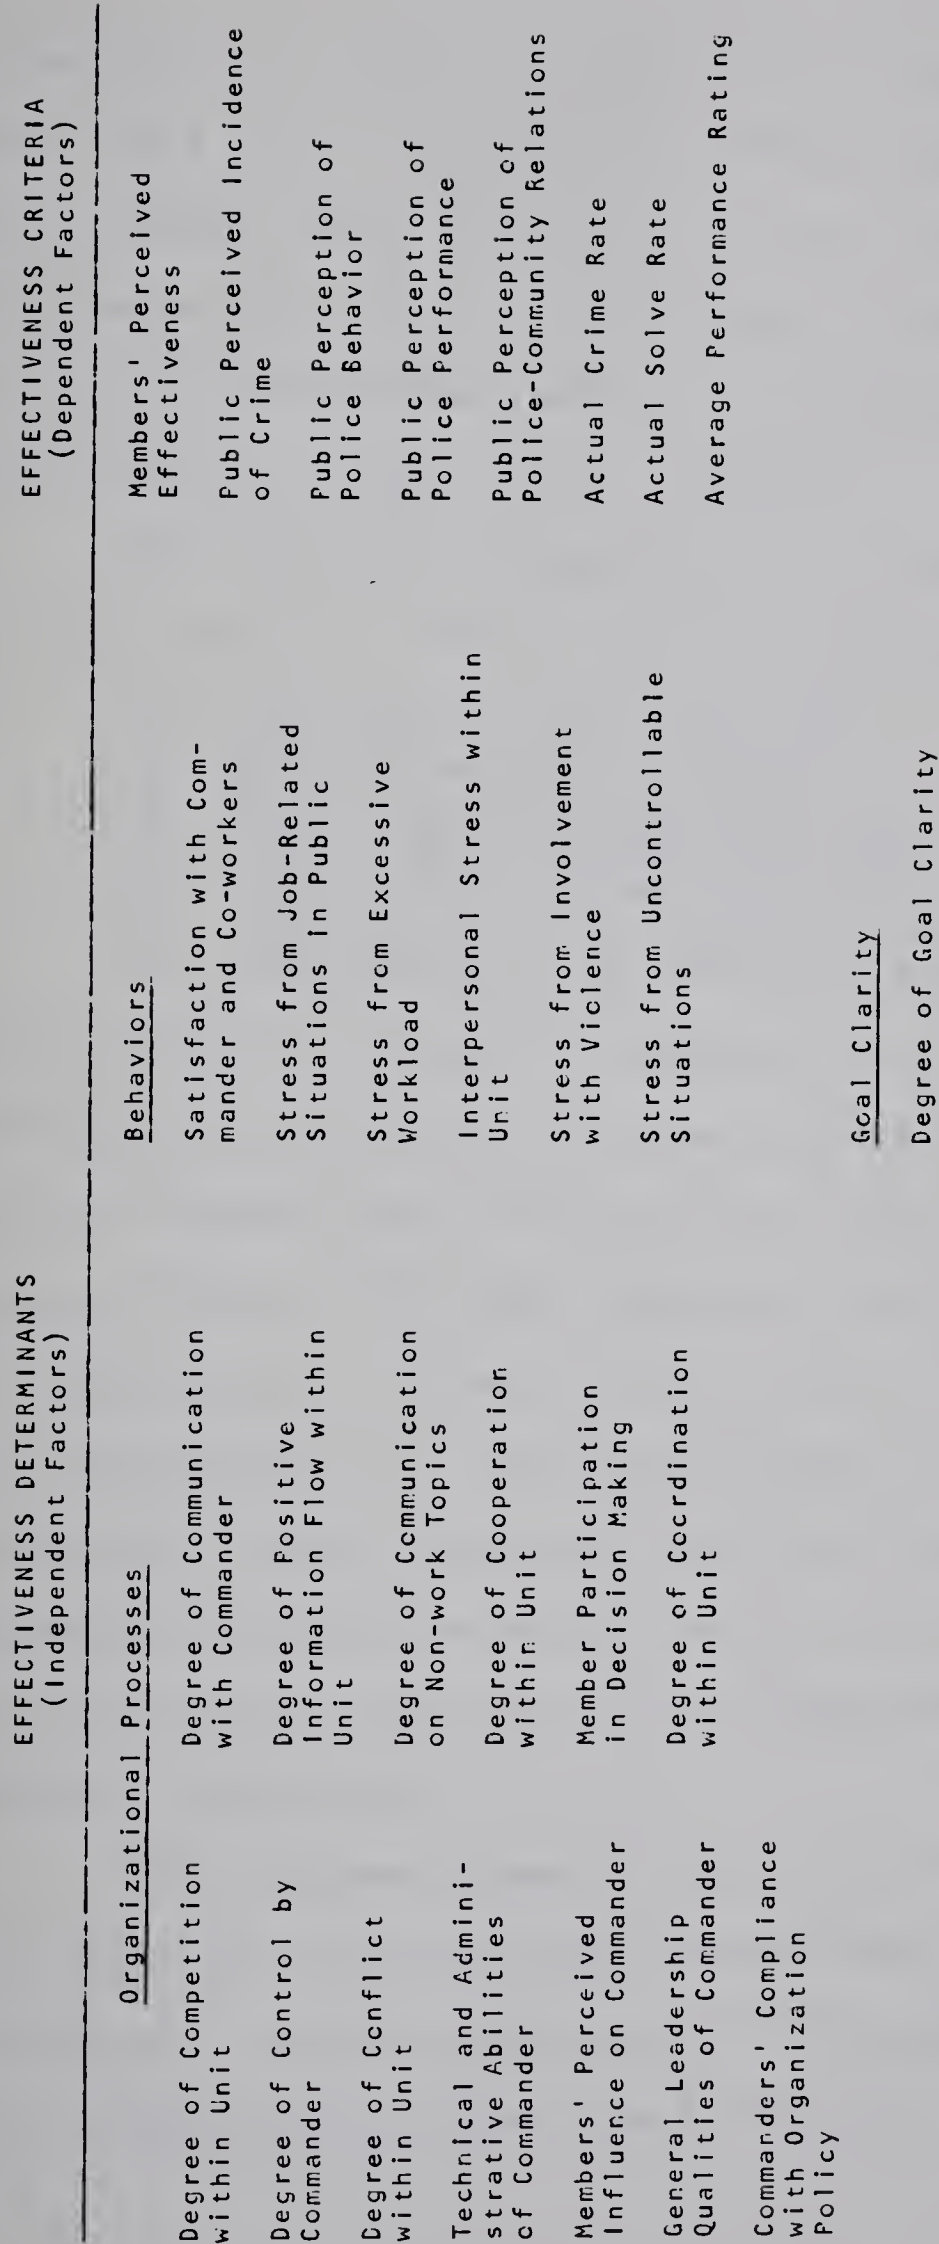 EFFECTIVENESS DETERMINANTS
(Independent Factors)
Organizational Processes
Degree of Competition
within Unit
Degree of Control by
Commander
Degree of Conflict
within Unit
Technical and Admini-
strative Abilities
of Commander
Members' Perceived
Influence on Commander
General Leadership
Qualities of Commander
Commanders' Compliance
with Organization
Policy
Degree of Communication
with Commander
Degree of Positive
Information Flow within
Unit
Degree of Communication
on Non-work Topics
Degree of Cooperation
within Unit
Member Participation
in Decision Making
Degree of Coordination
within Unit
Behaviors
Satisfaction with Com-
mander and Co-workers
Stress from Job-Related
Situations in Public
Stress from Excessive
Workload
Interpersonal Stress within
Unit
Stress from Involvement
with Violence
Stress from Uncontrollable
Situations
Goal Clarity
Degree of Goal Clarity
EFFECTIVENESS CRITERIA
(Dependent Factors)
Members' Perceived
Effectiveness
Public Perceived Incidence
of Crime
Public Perception of
Police Behavior
Public Perception of
Police Performance
Public Perception of
Police-Community Relations
Actual Crime Rate
Actual Solve Rate
Average Performance Rating